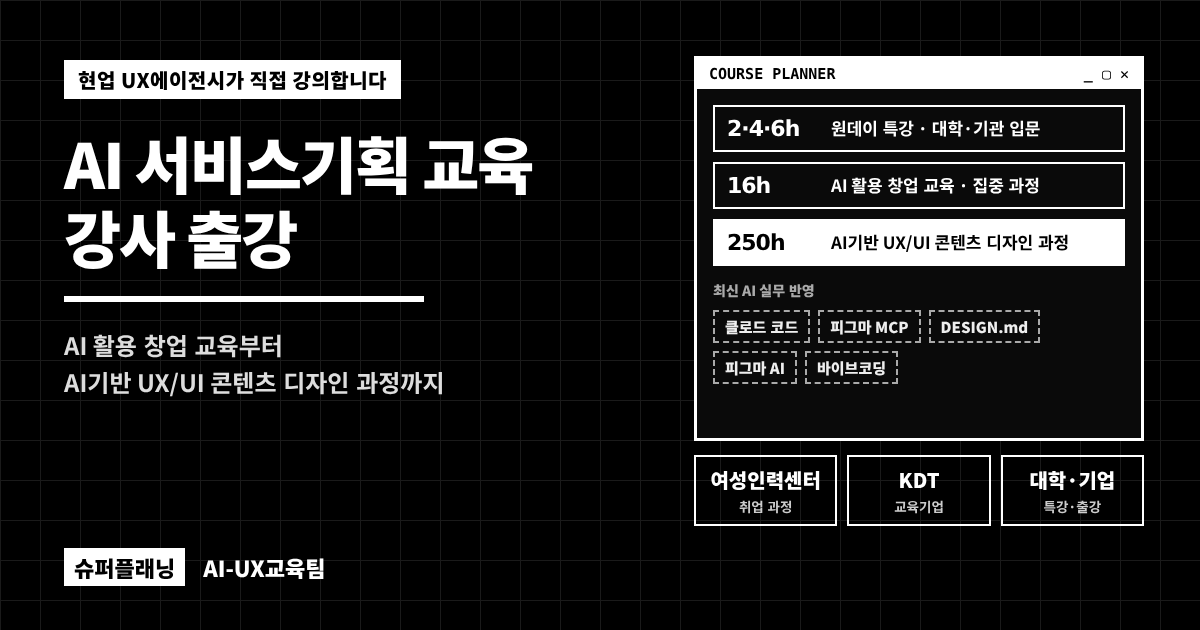 현업 UX에이전시가 직접 강의합니다
AI 서비스기획 교육
강사 출강
AI 활용 창업 교육부터
AI기반 UX/UI 콘텐츠 디자인 과정까지
슈퍼플래닝 AI-UX교육팀
COURSE PLANNER _ ▢ ×
2·4·6h 원데이 특강 · 대학·기관 입문
16h AI 활용 창업 교육 · 집중 과정
250h AI기반 UX/UI 콘텐츠 디자인 과정
최신 AI 실무 반영
클로드 코드 피그마 MCP DESIGN.md
피그마 AI 바이브코딩
여성인력센터
취업 과정
KDT
교육기업
대학·기업
특강·출강